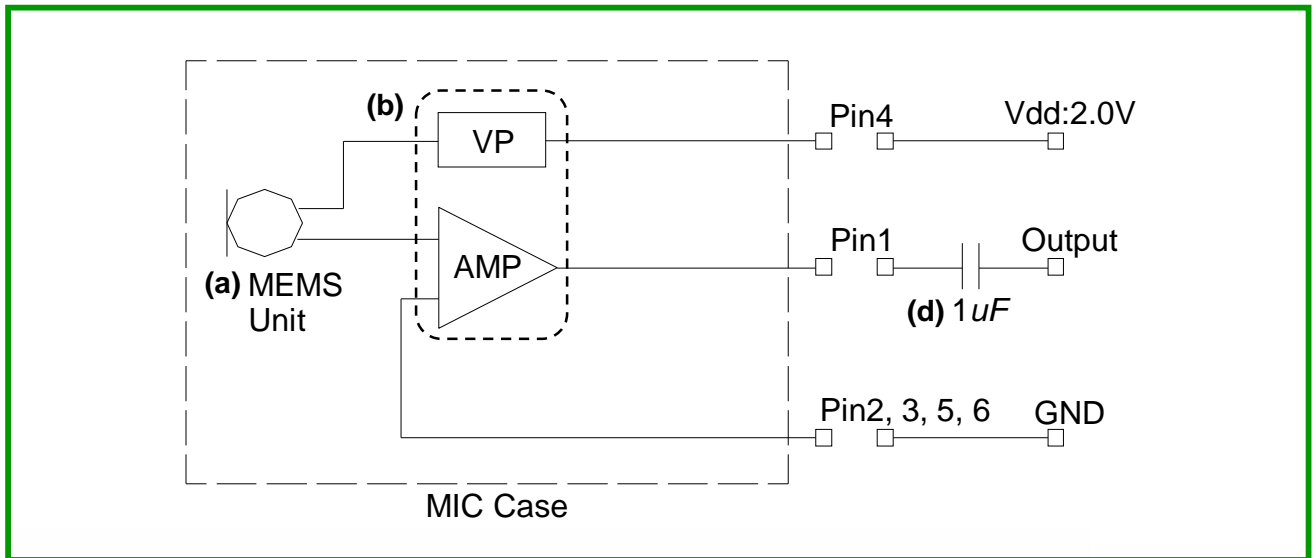 (b)
VP
Pin4
Vdd:2.0V
AMP
Pin1
Output
(a) MEMS
Unit
(d) 1uF
Pin2, 3, 5, 6
GND
MIC Case